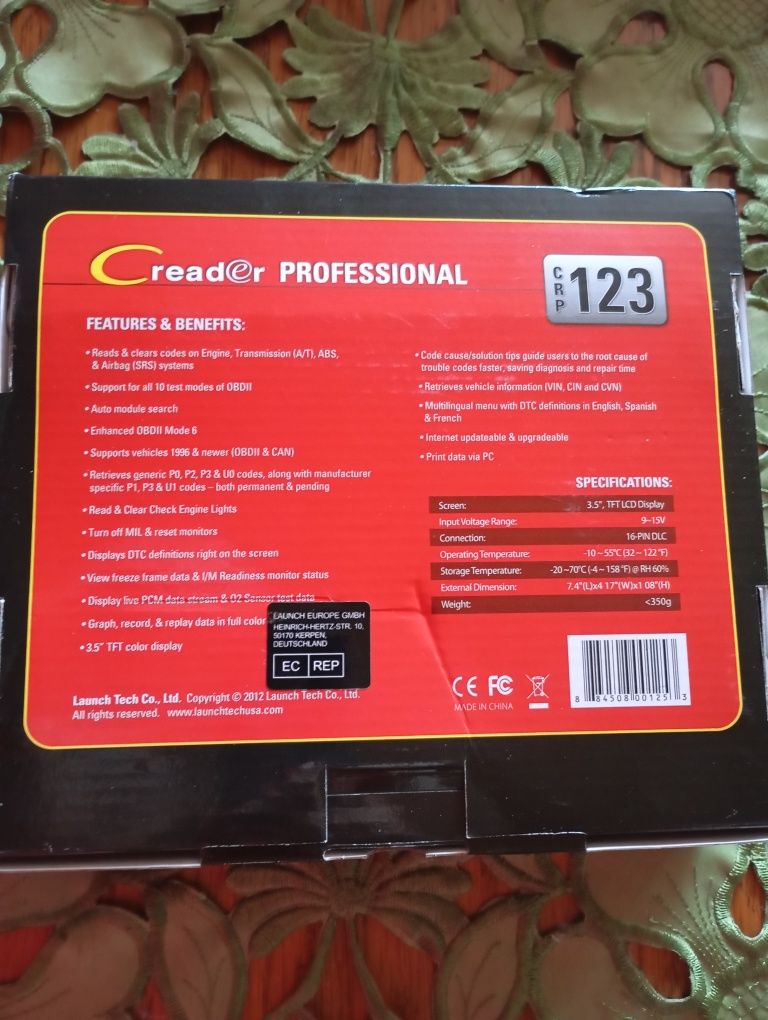 Creader PROFESSIONAL
CRP 123
FEATURES & BENEFITS:
• Reads & clears codes on Engine, Transmission (A/T), ABS,
& Airbag (SRS) systems
• Support for all 10 test modes of OBDII
• Auto module search
• Enhanced OBDII Mode 6
• Supports vehicles 1996 & newer (OBDII & CAN)
• Retrieves generic P0, P2, P3 & U0 codes, along with manufacturer
specific P1, P3 & U1 codes – both permanent & pending
• Read & Clear Check Engine Lights
• Turn off MIL & reset monitors
• Displays DTC definitions right on the screen
• View freeze frame data & I/M Readiness monitor status
• Display live PCM data stream & O2 Sensor test data
• Graph, record, & replay data in full color
• 3.5" TFT color display
• Code cause/solution tips guide users to the root cause of
trouble codes faster, saving diagnosis and repair time
• Retrieves vehicle information (VIN, CIN and CVN)
• Multilingual menu with DTC definitions in English, Spanish
& French
• Internet updateable & upgradeable
• Print data via PC
SPECIFICATIONS:
Screen: 3.5", TFT LCD Display
Input Voltage Range: 9~15V
Connection: 16-PIN DLC
Operating Temperature: -10 ~ 55°C (32 ~ 122 °F)
Storage Temperature: -20 ~70°C (-4 ~ 158 °F) @ RH 60%
External Dimension: 7.4"(L)x4 17"(W)x1 08"(H)
Weight: <350g
LAUNCH EUROPE GMBH
HEINRICH-HERTZ-STR. 10,
50170 KERPEN,
DEUTSCHLAND
EC REP
CE FC
MADE IN CHINA
8 84508 00125 3
Launch Tech Co., Ltd. Copyright © 2012 Launch Tech Co., Ltd.
All rights reserved. www.launchtechusa.com